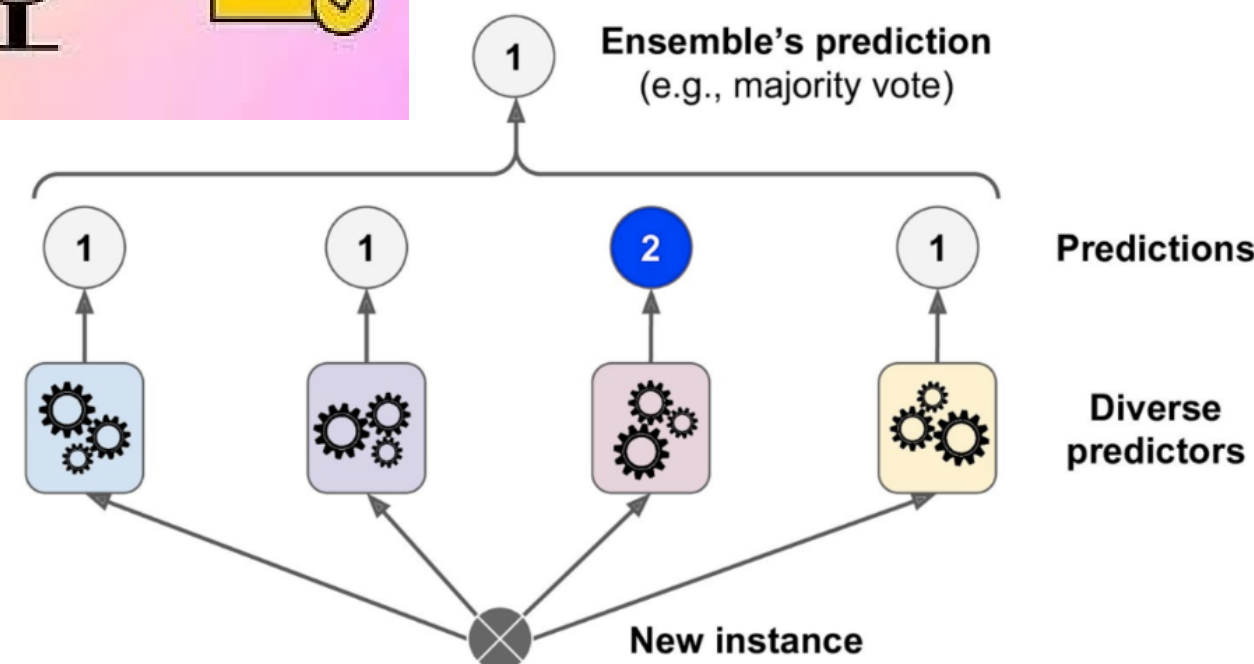 1
Ensemble’s prediction
(e.g., majority vote)
1 1 2 1
Predictions
Diverse
predictors
New instance